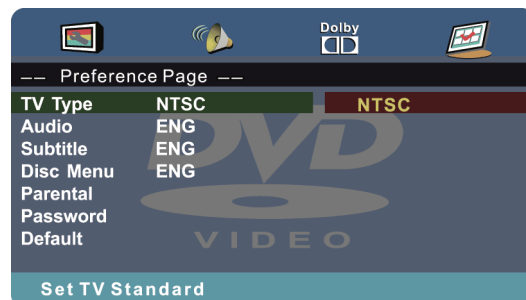 Dolby
-- Preference Page --
TV Type NTSC NTSC
Audio ENG
Subtitle ENG
Disc Menu ENG
Parental
Password
Default
DVD
VIDEO
Set TV Standard